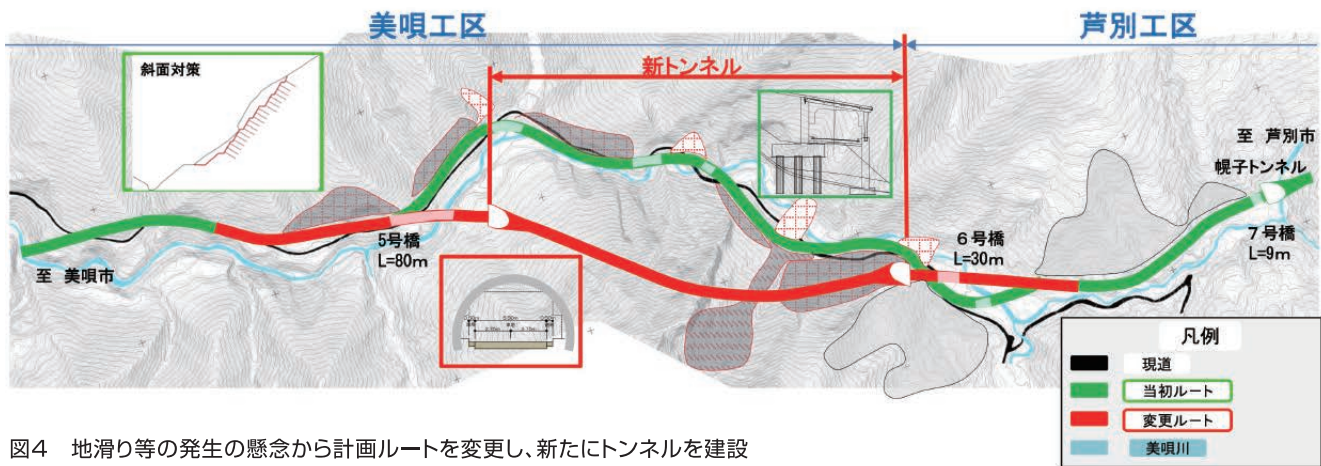 美唄工区
芦別工区
新トンネル
斜面対策
至 芦別市
幌子トンネル
5号橋
L=80m
6号橋
L=30m
7号橋
L=9m
至 美唄市
凡例
現道
当初ルート
変更ルート
美唄川
図4 地滑り等の発生の懸念から計画ルートを変更し、新たにトンネルを建設